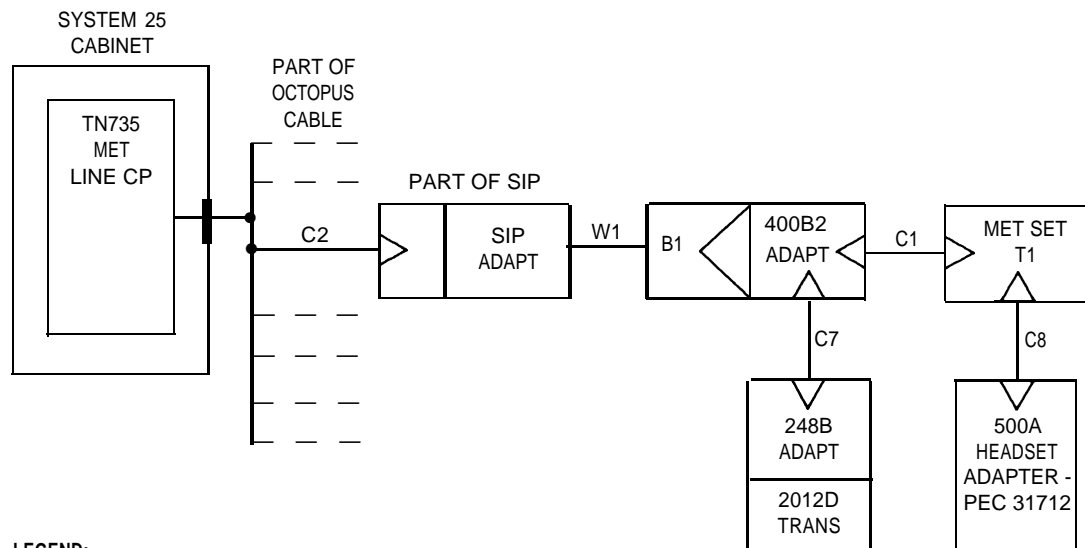 SYSTEM 25
CABINET
PART OF
OCTOPUS
CABLE
TN735
MET
LINE CP
PART OF SIP
C2
SIP
ADAPT
W1
B1
400B2
ADAPT
C1
MET SET
T1
C7
C8
248B
ADAPT
2012D
TRANS
500A
HEADSET
ADAPTER -
PEC 31712
LEGEND: